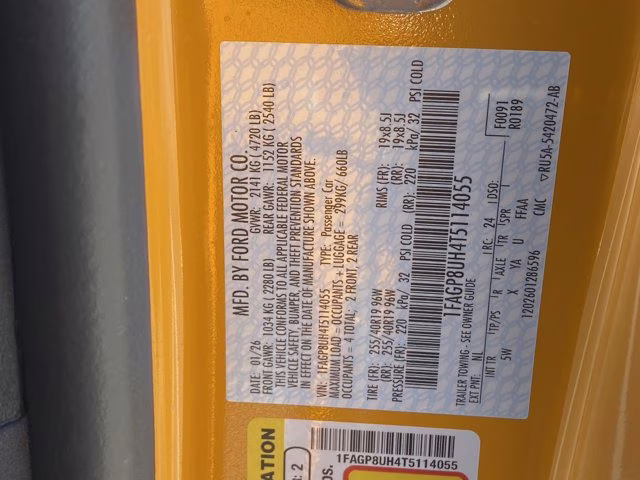 MFD. BY FORD MOTOR CO.
DATE: 01/26 GVWR: 2141 KG ( 4720 LB)
FRONT GAWR: 1034 KG ( 2280 LB) REAR GAWR: 1152 KG ( 2540 LB)
THIS VEHICLE CONFORMS TO ALL APPLICABLE FEDERAL MOTOR
VEHICLE SAFETY, BUMPER, AND THEFT PREVENTION STANDARDS
IN EFFECT ON THE DATE OF MANUFACTURE SHOWN ABOVE.
VIN: 1FAGP8UH4T5114055 TYPE: Passenger Car
MAXIMUM LOAD = OCCUPANTS + LUGGAGE = 299KG/ 660LB
OCCUPANTS = 4 TOTAL: 2 FRONT, 2 REAR
TIRE (FR): 255/40R19 96W RIMS (FR): 19x8.5J
(RR): 255/40R19 96W (RR): 19x8.5J
PRESSURE (FR): 220 kPa/ 32 PSI COLD (RR): 220 kPa/ 32 PSI COLD
1FAGP8UH4T5114055
TRAILER TOWING - SEE OWNER GUIDE
EXT PNT: NL RC: 24 DSO: F0091
R0189
INT TR TP/PS R AXLE TR SPR
5W X YA U FFAA
1202601286596 CMC ▽RU5A-5420472-AB
ATION
: 2
OS.
1FAGP8UH4T5114055